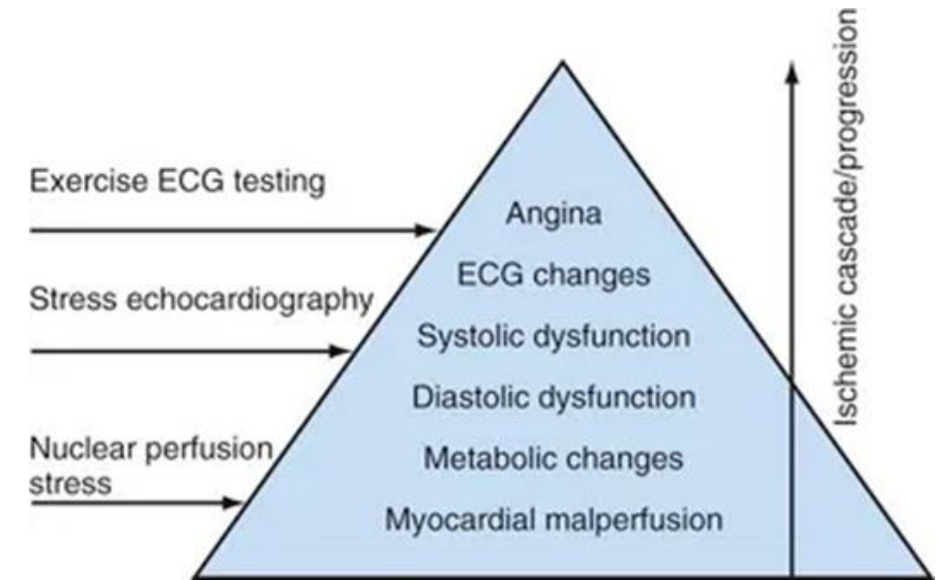 Exercise ECG testing
Stress echocardiography
Nuclear perfusion
stress
Angina
ECG changes
Systolic dysfunction
Diastolic dysfunction
Metabolic changes
Myocardial malperfusion
Ischemic cascade/progression